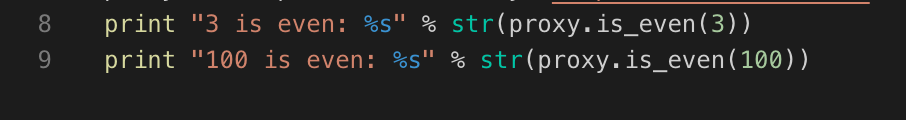 8 print "3 is even: %s" % str(proxy.is_even(3))
9 print "100 is even: %s" % str(proxy.is_even(100))